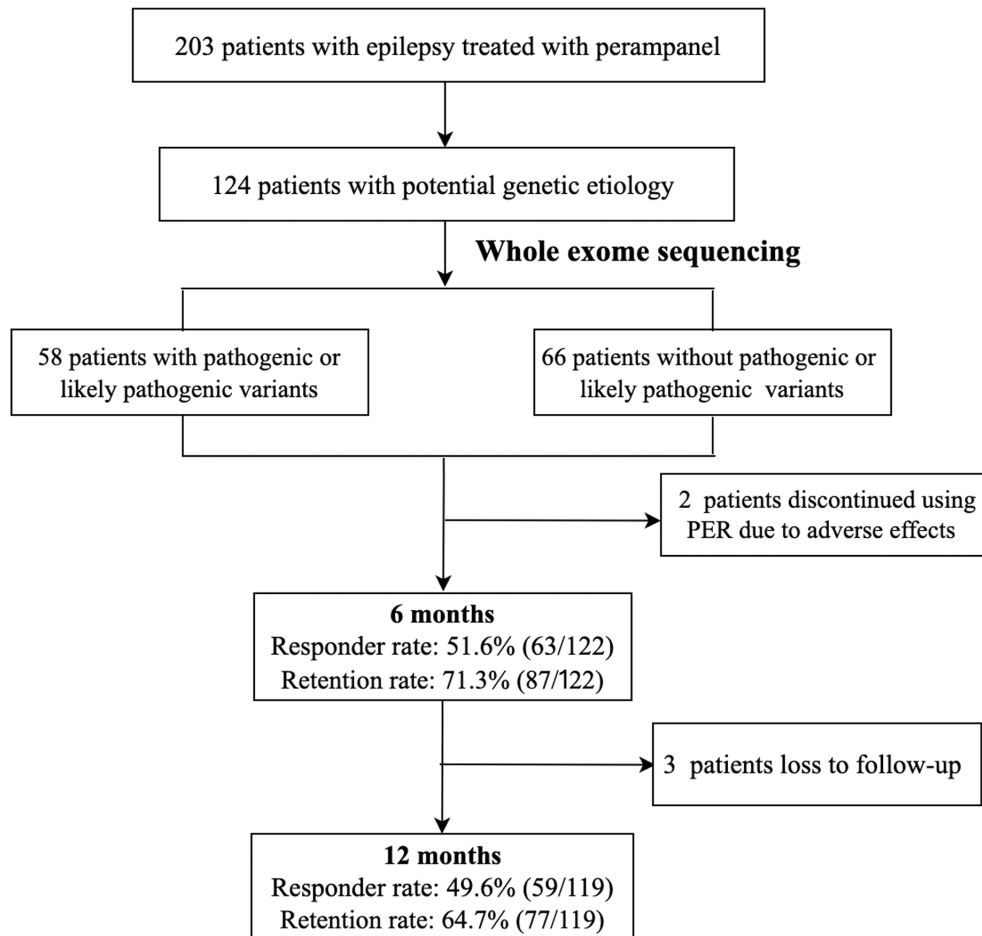 203 patients with epilepsy treated with perampanel
124 patients with potential genetic etiology
Whole exome sequencing
58 patients with pathogenic or
likely pathogenic variants
66 patients without pathogenic or
likely pathogenic variants
2 patients discontinued using
PER due to adverse effects
6 months
Responder rate: 51.6% (63/122)
Retention rate: 71.3% (87/122)
3 patients loss to follow-up
12 months
Responder rate: 49.6% (59/119)
Retention rate: 64.7% (77/119)